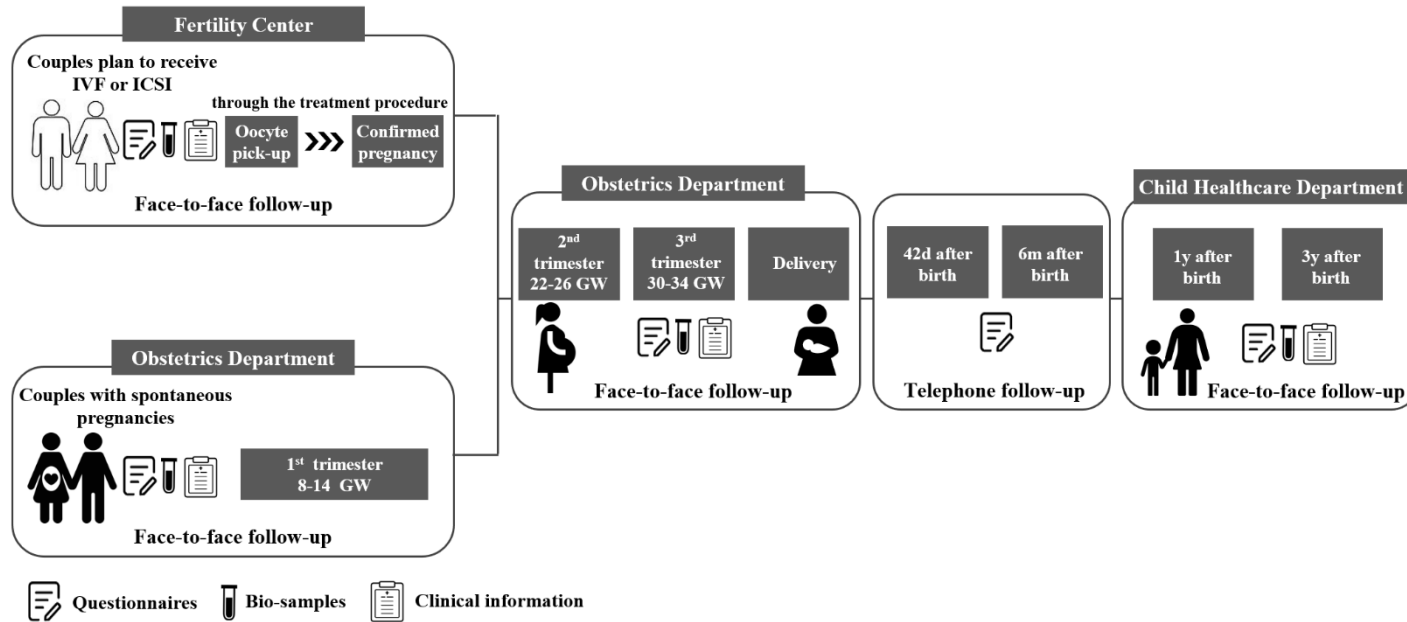 Fertility Center
Couples plan to receive
IVF or ICSI
through the treatment procedure
Oocyte
pick-up
Confirmed
pregnancy
Face-to-face follow-up
Obstetrics Department
Couples with spontaneous
pregnancies
1st trimester
8-14 GW
Face-to-face follow-up
Obstetrics Department
2nd
trimester
22-26 GW
3rd
trimester
30-34 GW
Delivery
Face-to-face follow-up
42d after
birth
6m after
birth
Telephone follow-up
Child Healthcare Department
1y after
birth
3y after
birth
Face-to-face follow-up
Questionnaires
Bio-samples
Clinical information